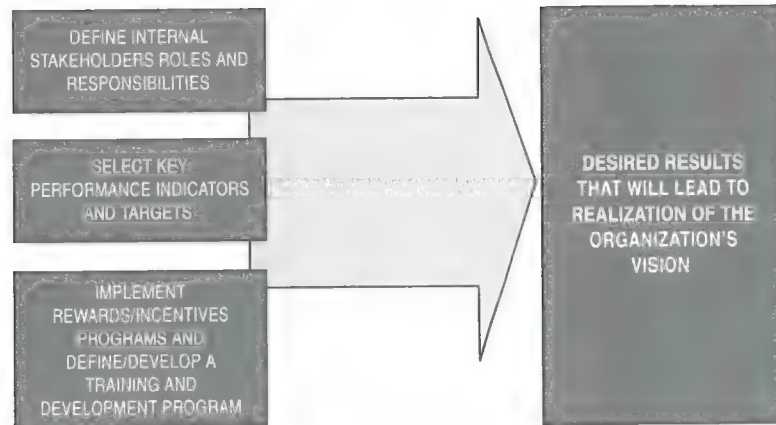 DEFINE INTERNAL
STAKEHOLDERS ROLES AND
RESPONSIBILITIES
SELECT KEY
PERFORMANCE INDICATORS
AND TARGETS
IMPLEMENT
REWARDS/INCENTIVES
PROGRAMS AND
DEFINE/DEVELOP A
TRAINING AND
DEVELOPMENT PROGRAM
DESIRED RESULTS
THAT WILL LEAD TO
REALIZATION OF THE
ORGANIZATION'S
VISION